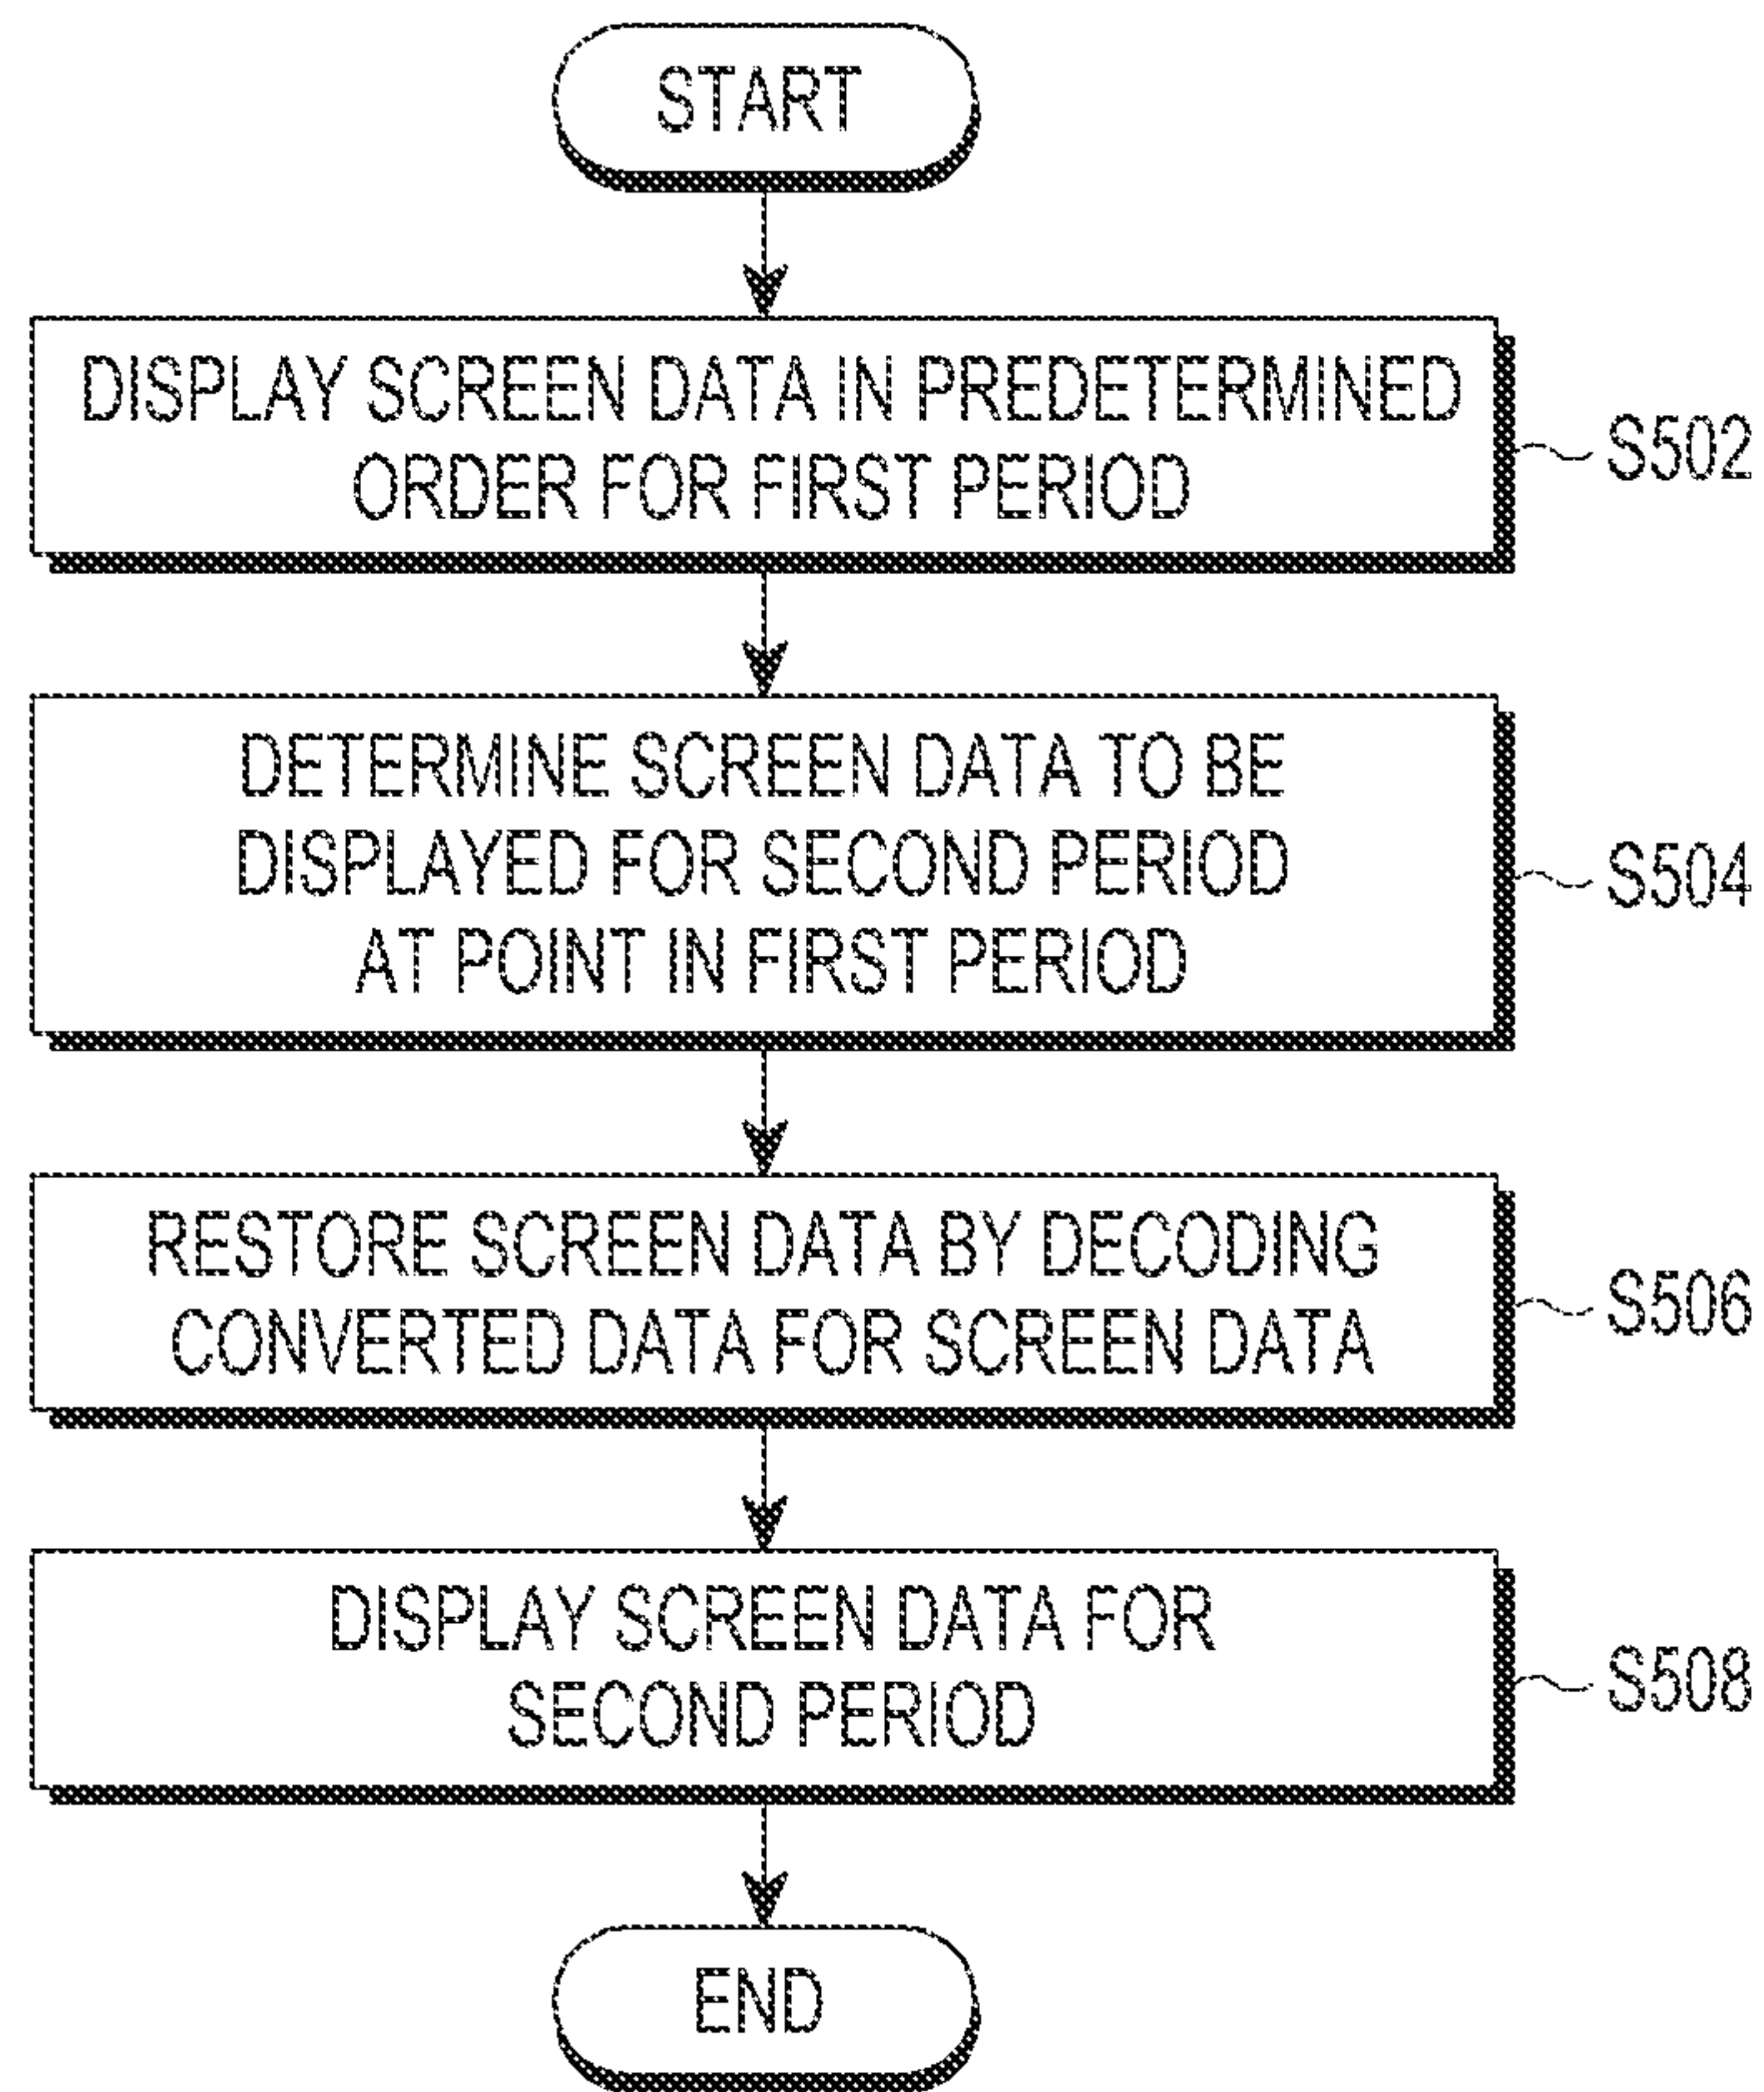 START
DISPLAY SCREEN DATA IN PREDETERMINED
ORDER FOR FIRST PERIOD
S502
DETERMINE SCREEN DATA TO BE
DISPLAYED FOR SECOND PERIOD
AT POINT IN FIRST PERIOD
S504
RESTORE SCREEN DATA BY DECODING
CONVERTED DATA FOR SCREEN DATA
S506
DISPLAY SCREEN DATA FOR
SECOND PERIOD
S508
END